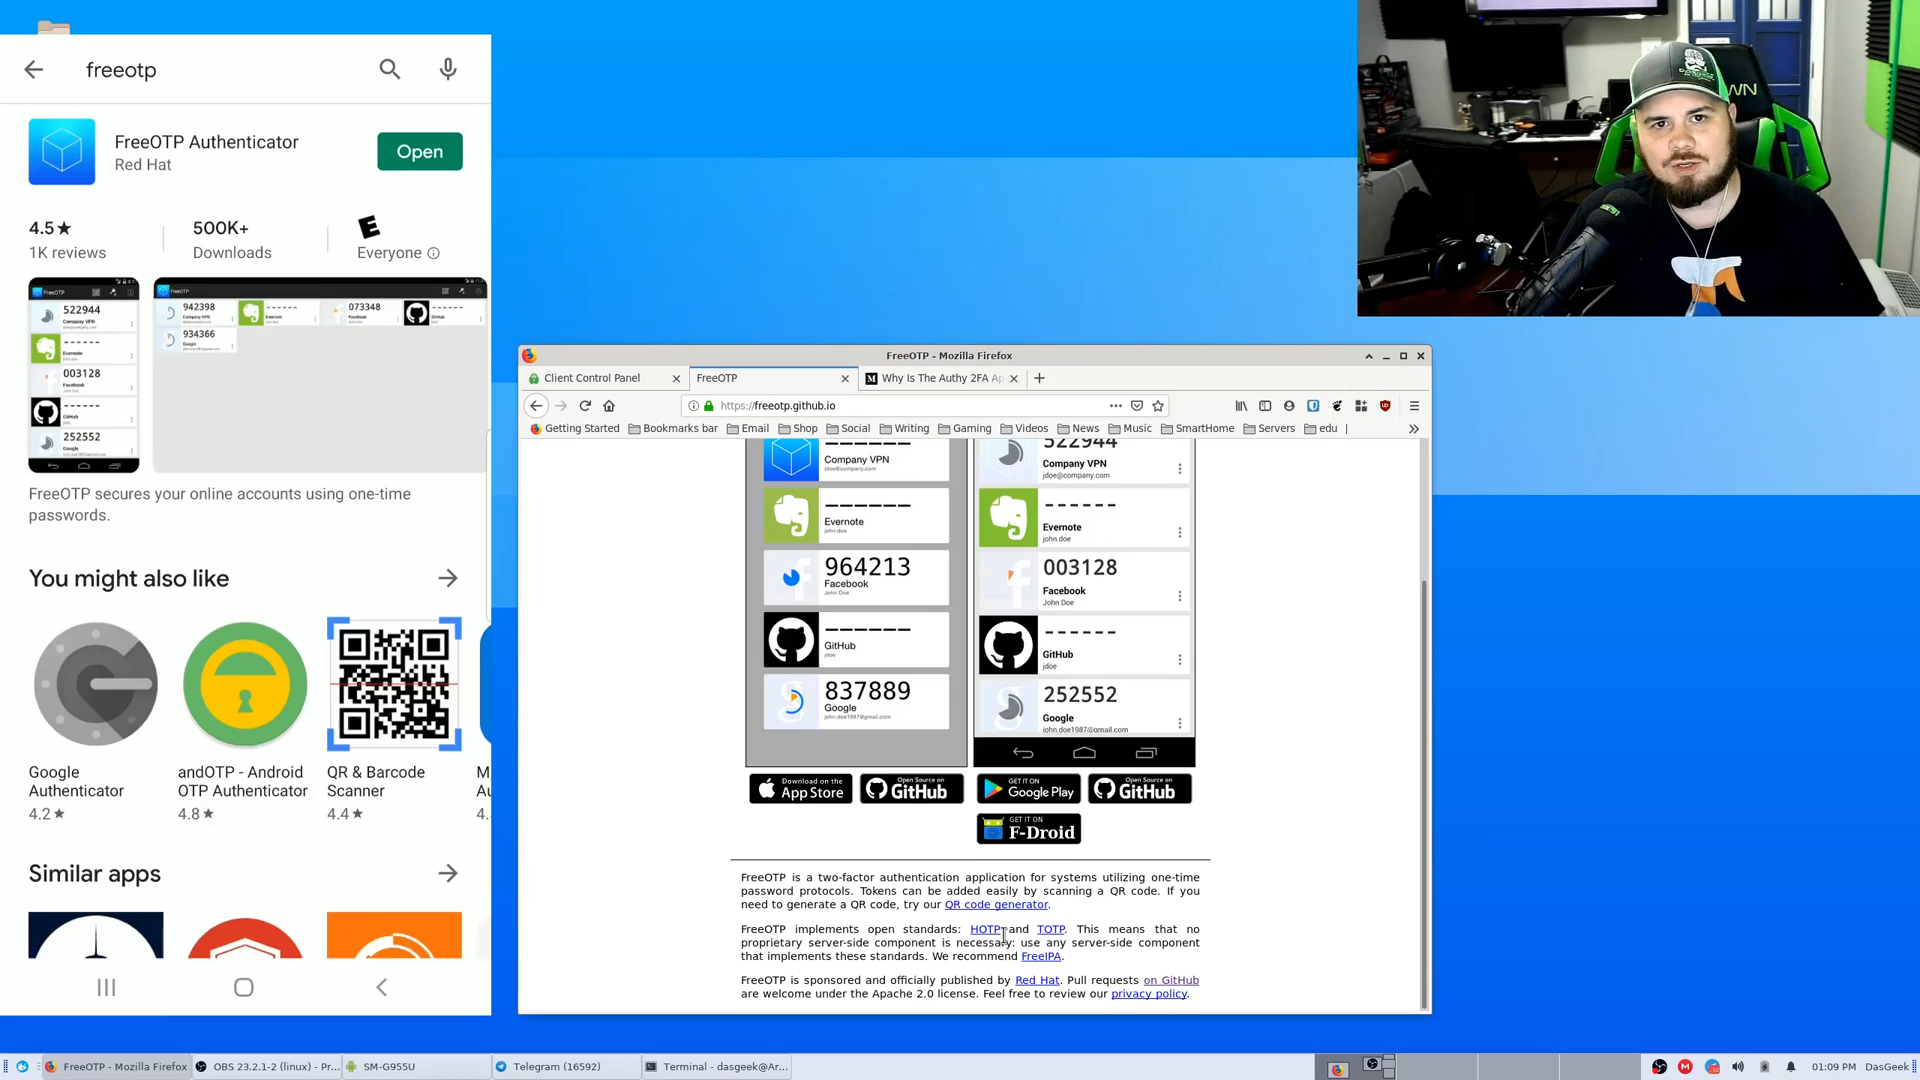 freeotp
FreeOTP Authenticator
Red Hat
Open
4.5★
1K reviews
500K+
Downloads
E
Everyone
FreeOTP
522944
Company VPN
Evernote
003128
Facebook
GitHub
252552
Google
FreeOTP
942398
Company VPN
073348
Facebook
934366
Google
FreeOTP secures your online accounts using one-time
passwords.
You might also like
Google
Authenticator
4.2★
andOTP - Android
OTP Authenticator
4.8★
QR & Barcode
Scanner
4.4★
M
Au
4.
Similar apps
FreeOTP - Mozilla Firefox
Client Control Panel
FreeOTP
Why Is The Authy 2FA Ap
https://freeotp.github.io
Getting Started
Bookmarks bar
Email
Shop
Social
Writing
Gaming
Videos
News
Music
SmartHome
Servers
edu
------
Company VPN
jdoe@company.com
------
Evernote
john.doe
964213
Facebook
John Doe
------
GitHub
jdoe
837889
Google
john.doe1987@gmail.com
522944
Company VPN
jdoe@company.com
------
Evernote
john.doe
003128
Facebook
John Doe
------
GitHub
jdoe
252552
Google
john.doe1987@gmail.com
Download on the
App Store
Open Source on
GitHub
GET IT ON
Google Play
Open Source on
GitHub
GET IT ON
F-Droid
FreeOTP is a two-factor authentication application for systems utilizing one-time
password protocols. Tokens can be added easily by scanning a QR code. If you
need to generate a QR code, try our QR code generator.
FreeOTP implements open standards: HOTP and TOTP. This means that no
proprietary server-side component is necessary: use any server-side component
that implements these standards. We recommend FreeIPA.
FreeOTP is sponsored and officially published by Red Hat. Pull requests on GitHub
are welcome under the Apache 2.0 license. Feel free to review our privacy policy.
WN
FreeOTP - Mozilla Firefox
OBS 23.2.1-2 (linux) - Pr...
SM-G955U
Telegram (16592)
Terminal - dasgeek@Ar...
01:09 PM
DasGeek